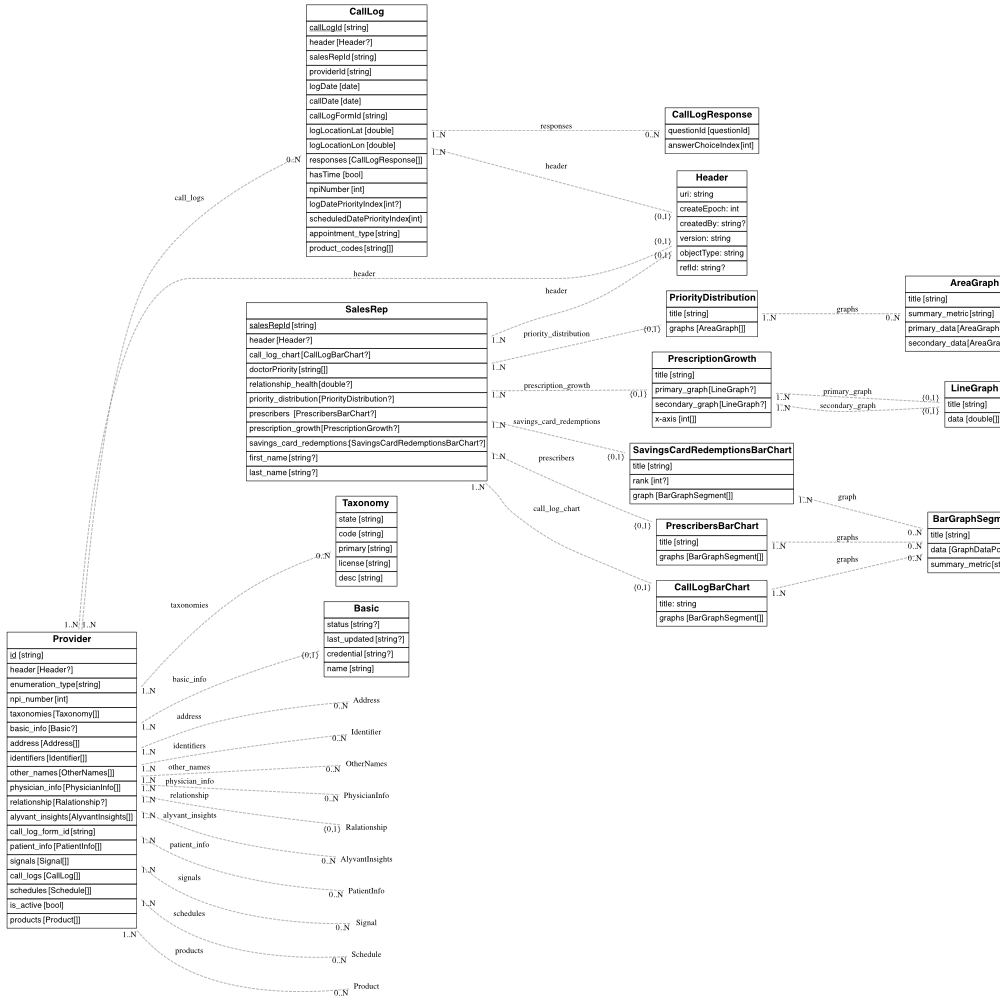 CallLog
callLogId [string]
header [Header?]
salesRepId [string]
providerId [string]
logDate [date]
callDate [date]
callLogFormId [string]
logLocationLat [double]
logLocationLon [double]
responses [CallLogResponse[]]
hasTime [bool]
npiNumber [int]
logDatePriorityIndex [int?]
scheduledDatePriorityIndex[int]
appointment_type [string]
product_codes [string[]]
1..N
responses
0..N
1..N
header
{0,1}
0..N
call_logs
CallLogResponse
questionId [questionId]
answerChoiceIndex [int]
Header
uri: string
createEpoch: int
createdBy: string?
version: string
objectType: string
refId: string?
{0,1}
{0,1}
header
header
SalesRep
salesRepId [string]
header [Header?]
call_log_chart [CallLogBarChart?]
doctorPriority [string[]]
relationship_health [double?]
priority_distribution [PriorityDistribution?]
prescribers [PrescribersBarChart?]
prescription_growth [PrescriptionGrowth?]
savings_card_redemptions[SavingsCardRedemptionsBarChart?]
first_name [string?]
last_name [string?]
1..N
priority_distribution
{0,1}
1..N
prescription_growth
{0,1}
1..N
savings_card_redemptions
{0,1}
1..N
prescribers
{0,1}
1..N
call_log_chart
{0,1}
1..N
PriorityDistribution
title [string]
graphs [AreaGraph[]]
1..N
graphs
0..N
AreaGraph
title [string]
summary_metric [string]
primary_data [AreaGra
secondary_data [AreaGra
PrescriptionGrowth
title [string]
primary_graph [LineGraph?]
secondary_graph [LineGraph?]
x-axis [int[]]
1..N
primary_graph
{0,1}
1..N
secondary_graph
{0,1}
LineGraph
title [string]
data [double[]]
SavingsCardRedemptionsBarChart
title [string]
rank [int?]
graph [BarGraphSegment[]]
1..N
graph
0..N
PrescribersBarChart
title [string]
graphs [BarGraphSegment[]]
1..N
graphs
0..N
CallLogBarChart
title: string
graphs [BarGraphSegment[]]
1..N
graphs
0..N
BarGraphSegm
title [string]
data [GraphDataPo
summary_metric [st
Taxonomy
state [string]
code [string]
primary [string]
license [string]
desc [string]
0..N
taxonomies
Basic
status [string?]
last_updated [string?]
credential [string?]
name [string]
{0,1}
basic_info
1..N
1..N
Provider
id [string]
header [Header?]
enumeration_type [string]
npi_number [int]
taxonomies [Taxonomy[]]
basic_info [Basic?]
address [Address[]]
identifiers [Identifier[]]
other_names [OtherNames[]]
physician_info [PhysicianInfo[]]
relationship [Ralationship?]
alyvant_insights [AlyvantInsights[]]
call_log_form_id [string]
patient_info [PatientInfo[]]
signals [Signal[]]
call_logs [CallLog[]]
schedules [Schedule[]]
is_active [bool]
products [Product[]]
1..N
1..N
address
0..N
Address
1..N
identifiers
0..N
Identifier
1..N
other_names
0..N
OtherNames
1..N
physician_info
0..N
PhysicianInfo
1..N
relationship
{0,1}
Ralationship
1..N
alyvant_insights
0..N
AlyvantInsights
1..N
patient_info
0..N
PatientInfo
1..N
signals
0..N
Signal
1..N
schedules
0..N
Schedule
1..N
products
0..N
Product